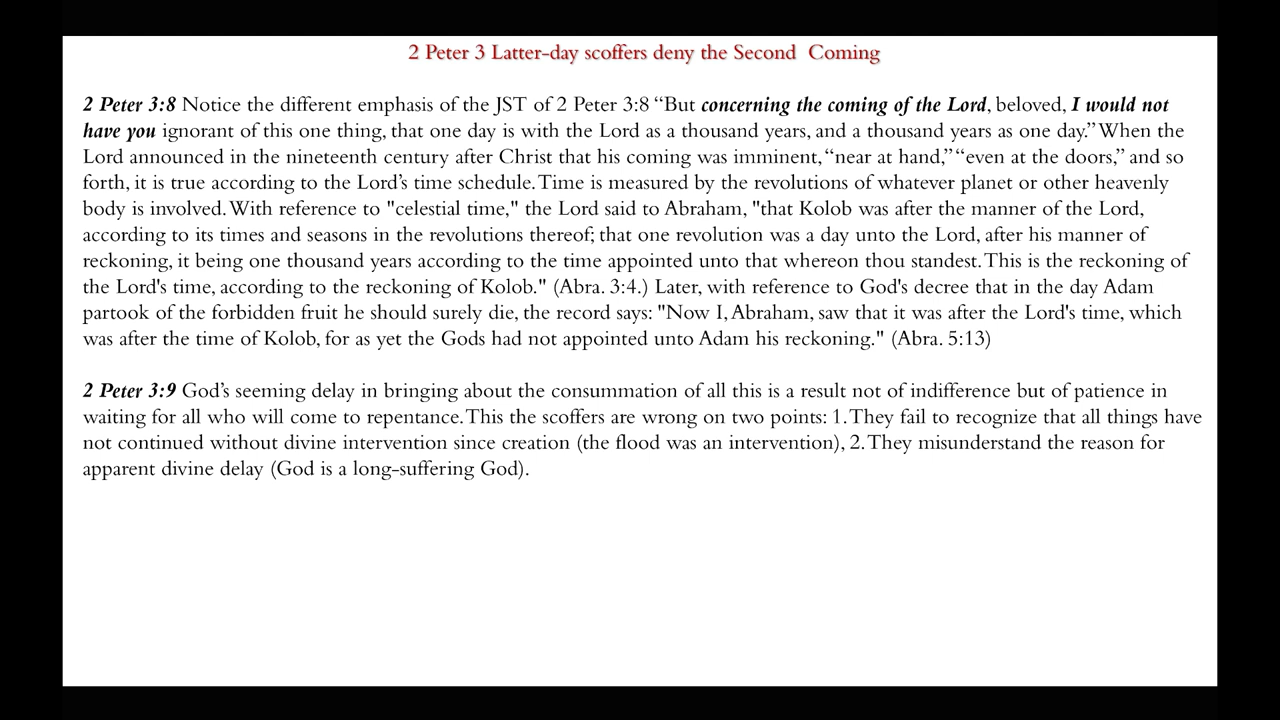 2 Peter 3 Latter-day scoffers deny the Second Coming
2 Peter 3:8 Notice the different emphasis of the JST of 2 Peter 3:8 “But concerning the coming of the Lord, beloved, I would not
have you ignorant of this one thing, that one day is with the Lord as a thousand years, and a thousand years as one day.” When the
Lord announced in the nineteenth century after Christ that his coming was imminent, “near at hand,” “even at the doors,” and so
forth, it is true according to the Lord’s time schedule. Time is measured by the revolutions of whatever planet or other heavenly
body is involved. With reference to "celestial time," the Lord said to Abraham, "that Kolob was after the manner of the Lord,
according to its times and seasons in the revolutions thereof; that one revolution was a day unto the Lord, after his manner of
reckoning, it being one thousand years according to the time appointed unto that whereon thou standest. This is the reckoning of
the Lord's time, according to the reckoning of Kolob." (Abra. 3:4.) Later, with reference to God's decree that in the day Adam
partook of the forbidden fruit he should surely die, the record says: "Now I, Abraham, saw that it was after the Lord's time, which
was after the time of Kolob, for as yet the Gods had not appointed unto Adam his reckoning." (Abra. 5:13)
2 Peter 3:9 God’s seeming delay in bringing about the consummation of all this is a result not of indifference but of patience in
waiting for all who will come to repentance. This the scoffers are wrong on two points: 1. They fail to recognize that all things have
not continued without divine intervention since creation (the flood was an intervention), 2. They misunderstand the reason for
apparent divine delay (God is a long-suffering God).